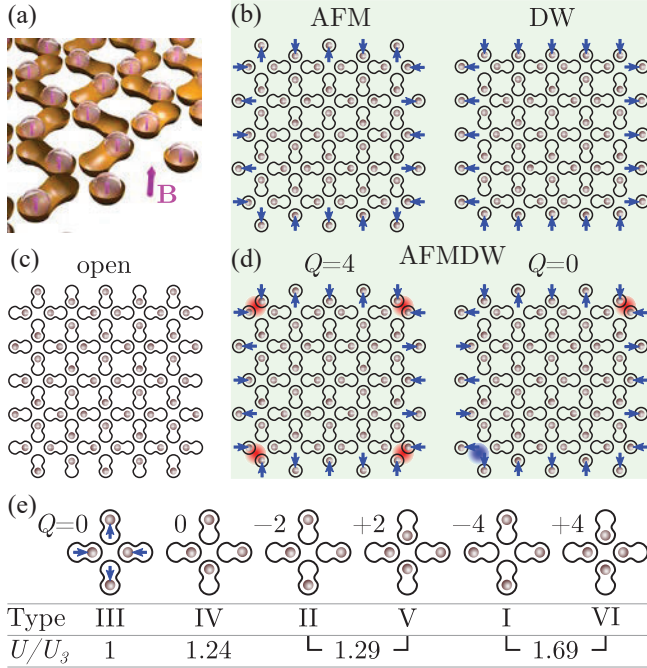 (a)
B
(b)
AFM
DW
(c)
open
(d)
AFMDW
Q=4
Q=0
(e)
Q=0 0 −2 +2 −4 +4
Type III IV II V I VI
U/U₃ 1 1.24 1.29 1.69